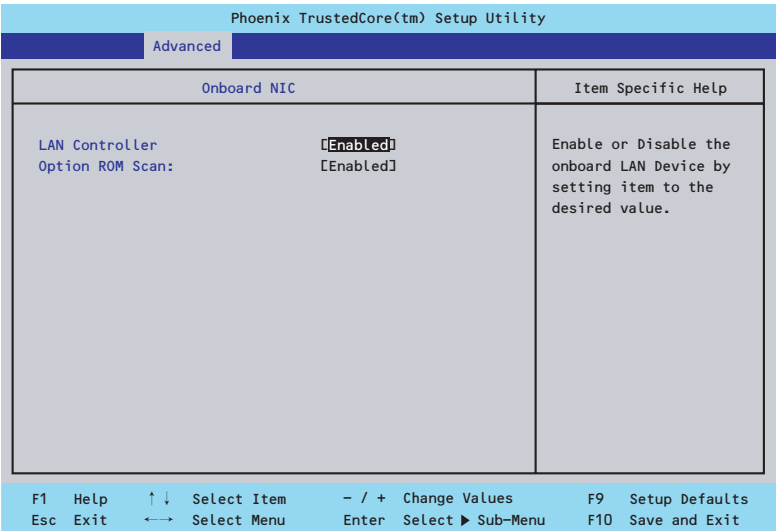 Phoenix TrustedCore(tm) Setup Utility
Advanced
Onboard NIC
Item Specific Help
LAN Controller [Enabled]
Option ROM Scan: [Enabled]
Enable or Disable the
onboard LAN Device by
setting item to the
desired value.
F1 Help ↑↓ Select Item - / + Change Values F9 Setup Defaults
Esc Exit ←→ Select Menu Enter Select ▶ Sub-Menu F10 Save and Exit